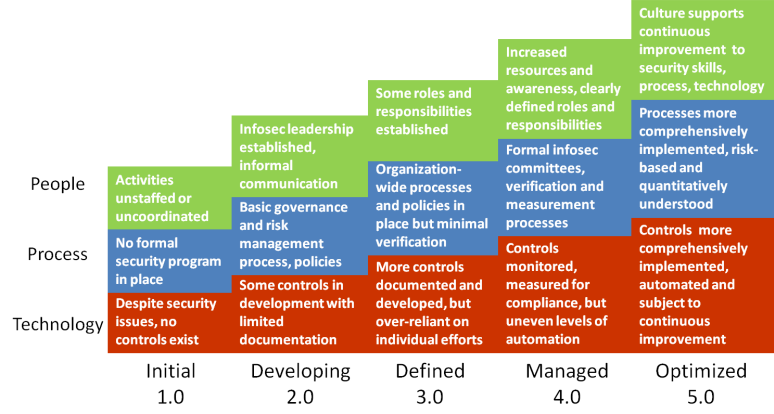 People
Process
Technology
Activities
unstaffed or
uncoordinated
No formal
security program
in place
Despite security
issues, no
controls exist
Initial
1.0
Infosec leadership
established,
informal
communication
Basic governance
and risk
management
process, policies
Some controls in
development with
limited
documentation
Developing
2.0
Some roles and
responsibilities
established
Organization-
wide processes
and policies in
place but minimal
verification
More controls
documented and
developed, but
over-reliant on
individual efforts
Defined
3.0
Increased
resources and
awareness, clearly
defined roles and
responsibilities
Formal infosec
committees,
verification and
measurement
processes
Controls
monitored,
measured for
compliance, but
uneven levels of
automation
Managed
4.0
Culture supports
continuous
improvement to
security skills,
process, technology
Processes more
comprehensively
implemented, risk-
based and
quantitatively
understood
Controls more
comprehensively
implemented,
automated and
subject to
continuous
improvement
Optimized
5.0